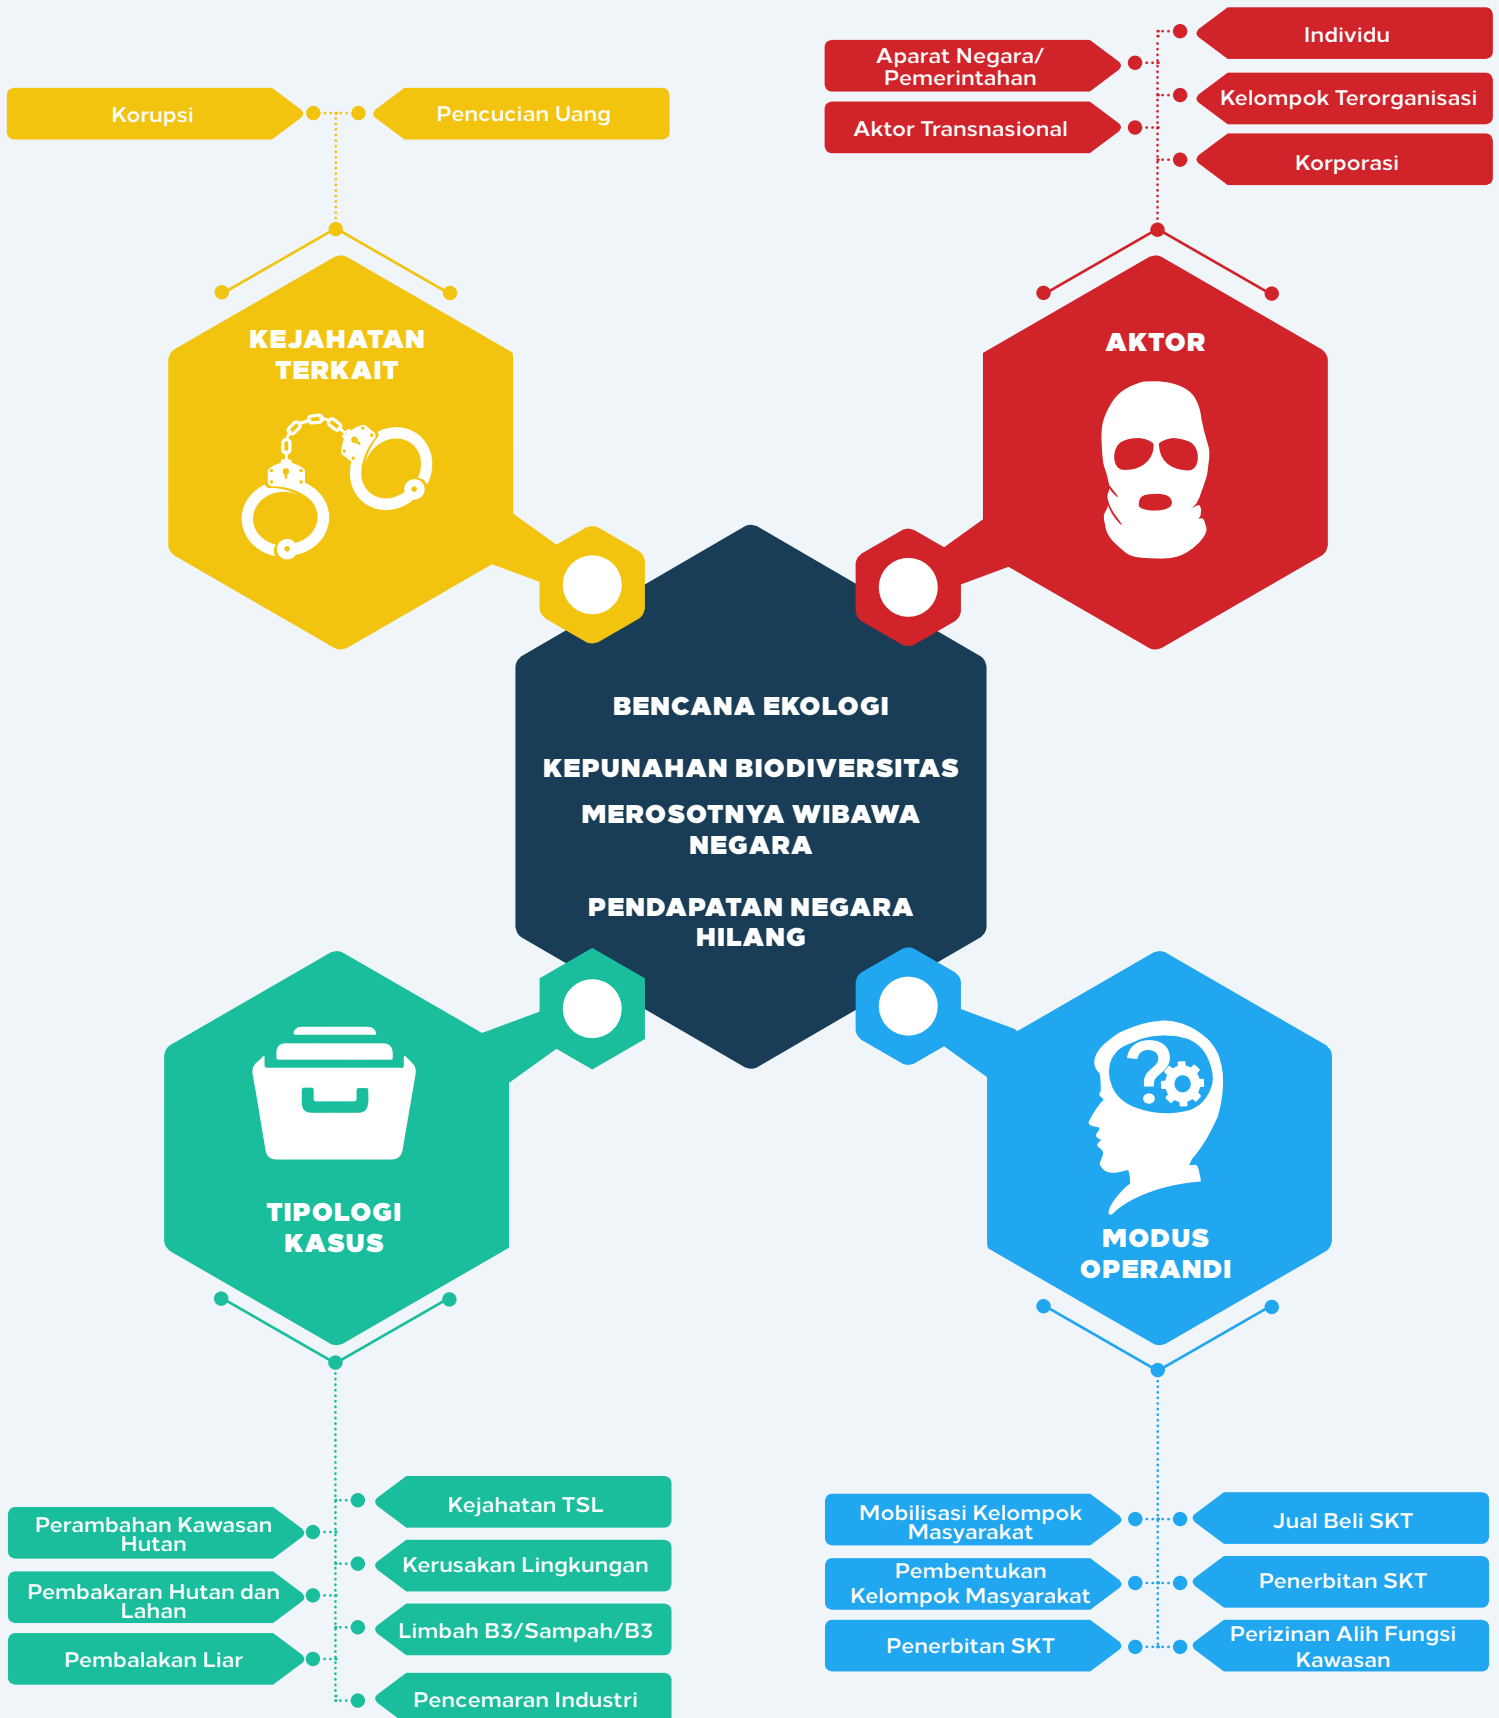 Korupsi
Pencucian Uang
KEJAHATAN
TERKAIT
Aparat Negara/
Pemerintahan
Aktor Transnasional
Individu
Kelompok Terorganisasi
Korporasi
AKTOR
BENCANA EKOLOGI
KEPUNAHAN BIODIVERSITAS
MEROSOTNYA WIBAWA
NEGARA
PENDAPATAN NEGARA
HILANG
TIPOLOGI
KASUS
Perambahan Kawasan
Hutan
Pembakaran Hutan dan
Lahan
Pembalakan Liar
Kejahatan TSL
Kerusakan Lingkungan
Limbah B3/Sampah/B3
Pencemaran Industri
?
MODUS
OPERANDI
Mobilisasi Kelompok
Masyarakat
Pembentukan
Kelompok Masyarakat
Penerbitan SKT
Jual Beli SKT
Penerbitan SKT
Perizinan Alih Fungsi
Kawasan